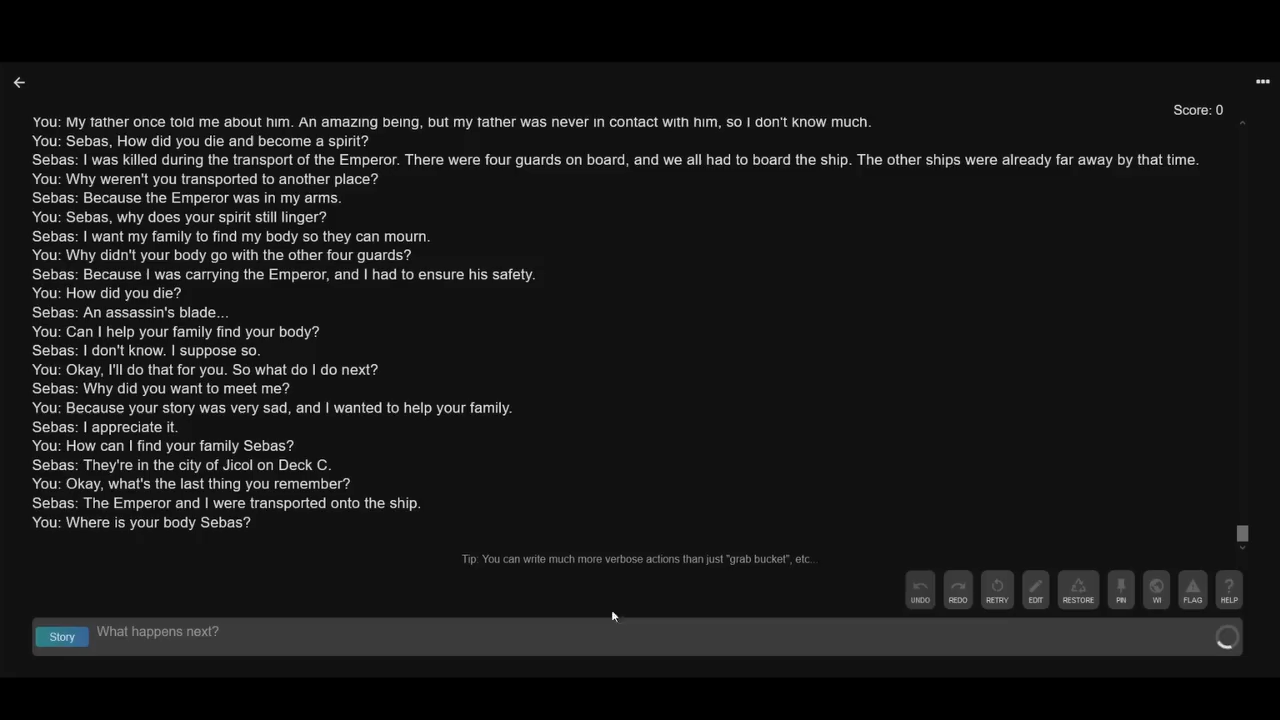 Score: 0
You: My father once told me about him. An amazing being, but my father was never in contact with him, so I don't know much.
You: Sebas, How did you die and become a spirit?
Sebas: I was killed during the transport of the Emperor. There were four guards on board, and we all had to board the ship. The other ships were already far away by that time.
You: Why weren't you transported to another place?
Sebas: Because the Emperor was in my arms.
You: Sebas, why does your spirit still linger?
Sebas: I want my family to find my body so they can mourn.
You: Why didn't your body go with the other four guards?
Sebas: Because I was carrying the Emperor, and I had to ensure his safety.
You: How did you die?
Sebas: An assassin's blade...
You: Can I help your family find your body?
Sebas: I don't know. I suppose so.
You: Okay, I'll do that for you. So what do I do next?
Sebas: Why did you want to meet me?
You: Because your story was very sad, and I wanted to help your family.
Sebas: I appreciate it.
You: How can I find your family Sebas?
Sebas: They're in the city of Jicol on Deck C.
You: Okay, what's the last thing you remember?
Sebas: The Emperor and I were transported onto the ship.
You: Where is your body Sebas?
Tip: You can write much more verbose actions than just "grab bucket", etc...
UNDO REDO RETRY EDIT RESTORE PIN WI FLAG HELP
Story What happens next?